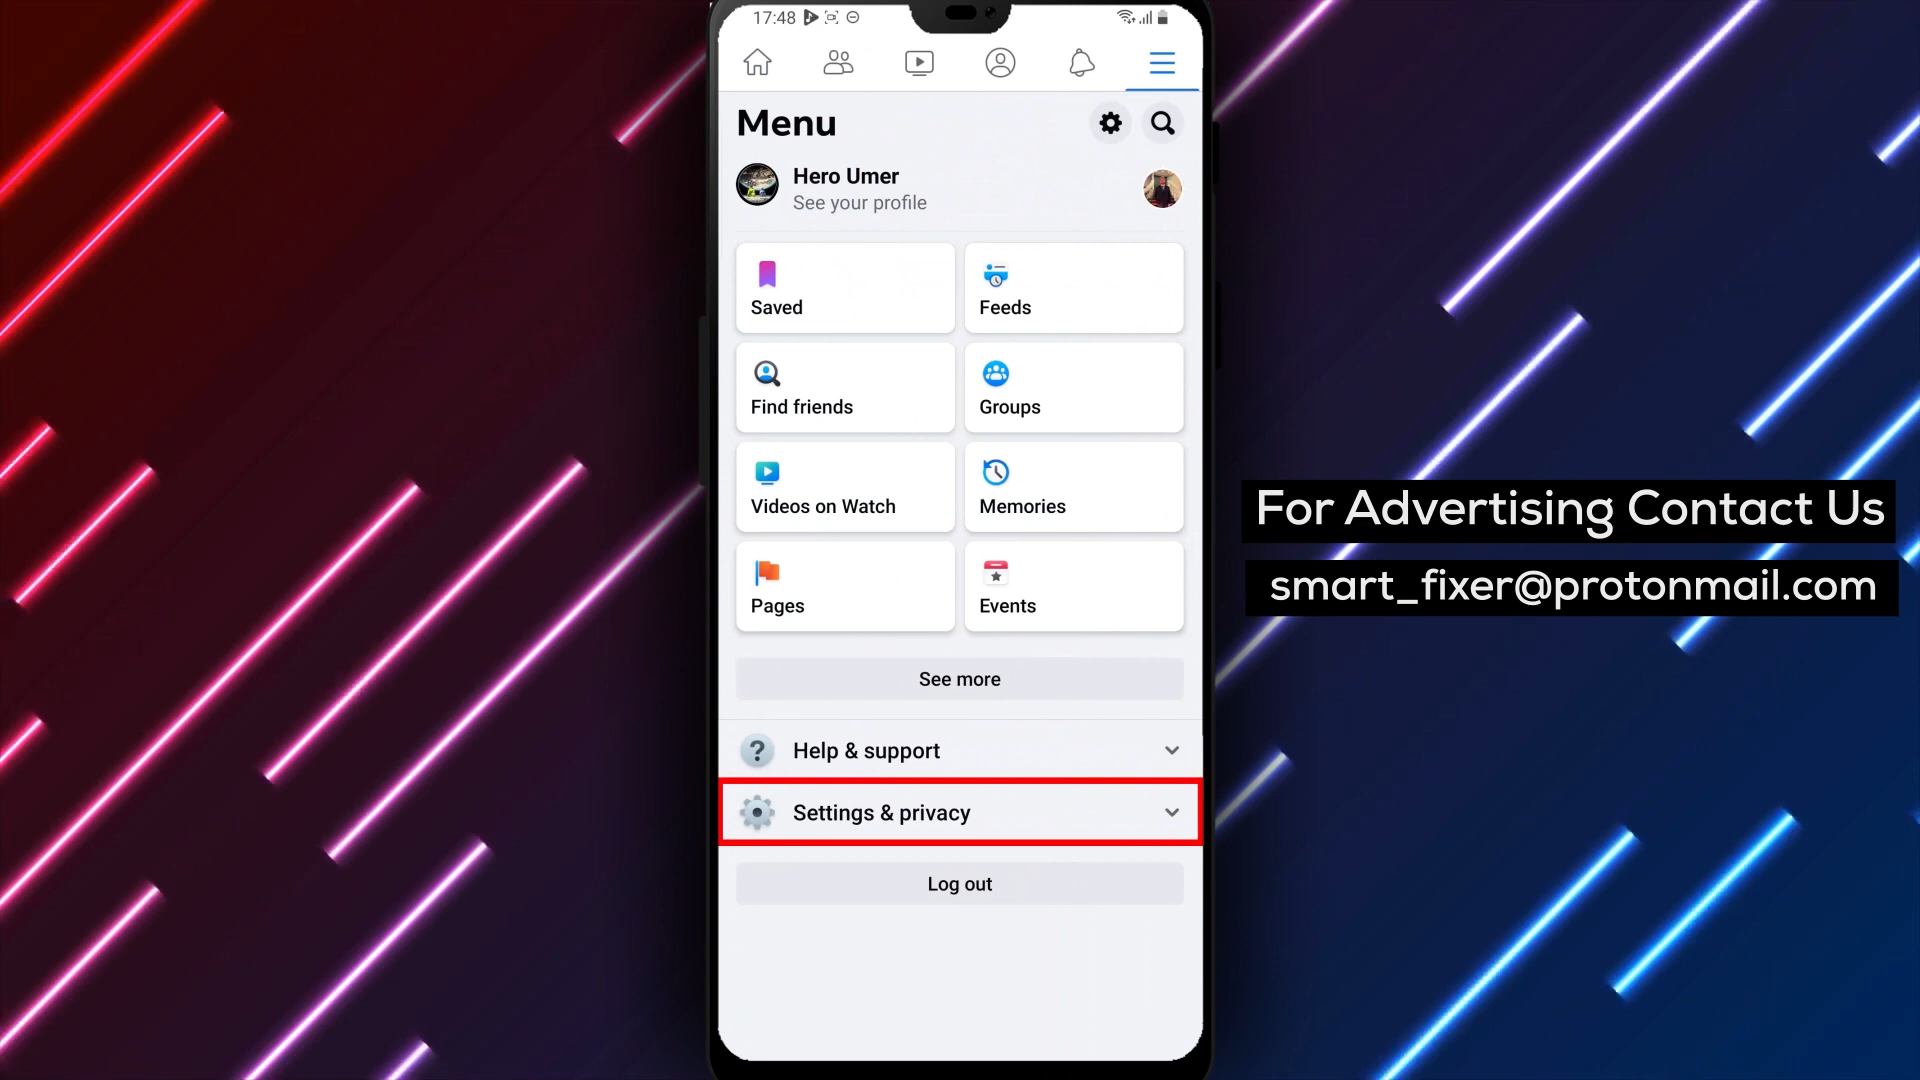 17:48
Menu
Hero Umer
See your profile
Saved
Feeds
Find friends
Groups
Videos on Watch
Memories
Pages
Events
See more
Help & support
Settings & privacy
Log out
For Advertising Contact Us
smart_fixer@protonmail.com